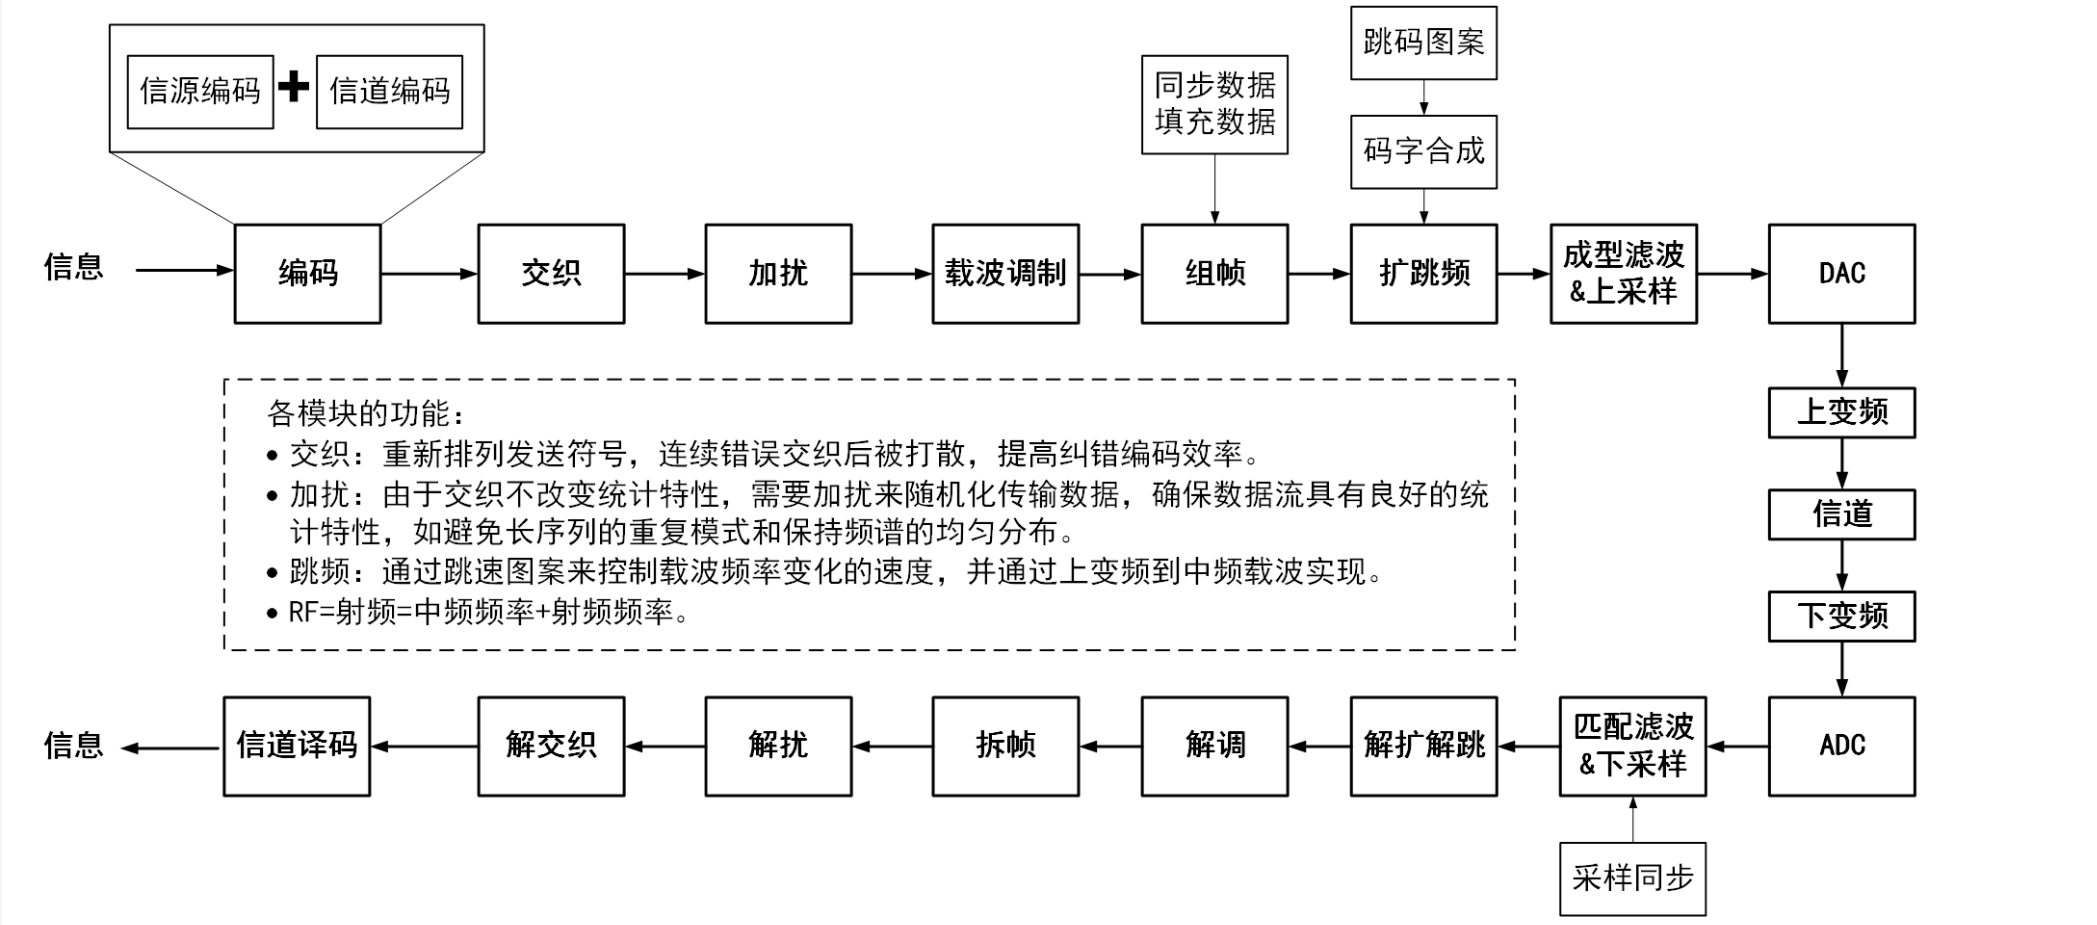 信源编码
信道编码
同步数据
填充数据
跳码图案
码字合成
信息
编码
交织
加扰
载波调制
组帧
扩跳频
成型滤波
&上采样
DAC
上变频
信道
下变频
各模块的功能：
● 交织：重新排列发送符号，连续错误交织后被打散，提高纠错编码效率。
● 加扰：由于交织不改变统计特性，需要加扰来随机化传输数据，确保数据流具有良好的统
计特性，如避免长序列的重复模式和保持频谱的均匀分布。
● 跳频：通过跳速图案来控制载波频率变化的速度，并通过上变频到中频载波实现。
● RF=射频=中频频率+射频频率。
信息
信道译码
解交织
解扰
拆帧
解调
解扩解跳
匹配滤波
&下采样
ADC
采样同步